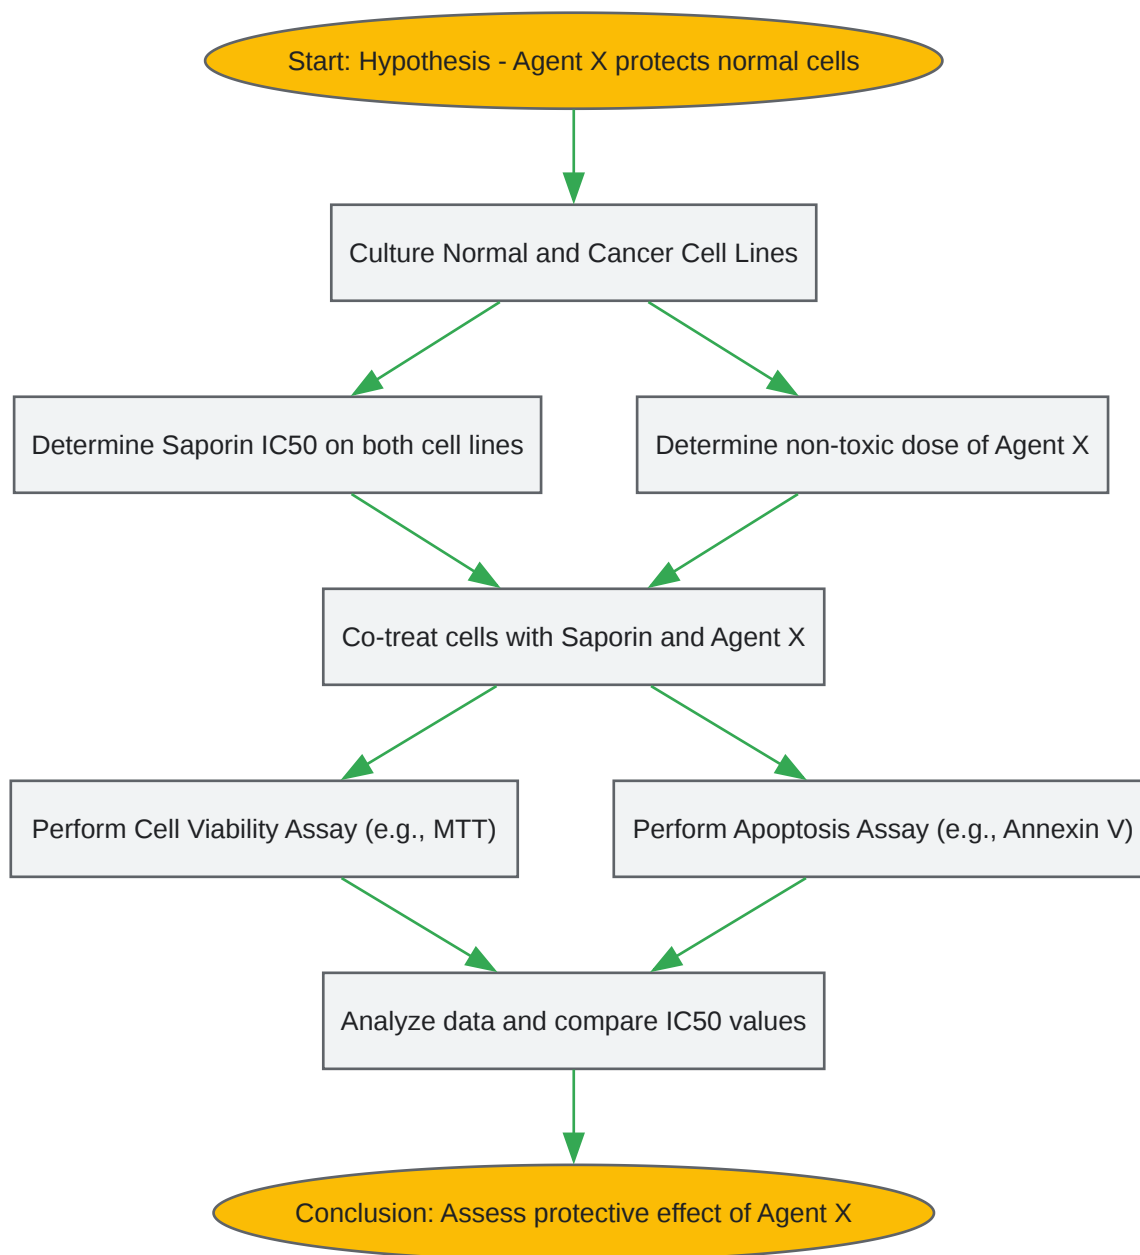 Start: Hypothesis - Agent X protects normal cells
Culture Normal and Cancer Cell Lines
Determine Saporin IC50 on both cell lines
Determine non-toxic dose of Agent X
Co-treat cells with Saporin and Agent X
Perform Cell Viability Assay (e.g., MTT)
Perform Apoptosis Assay (e.g., Annexin V)
Analyze data and compare IC50 values
Conclusion: Assess protective effect of Agent X